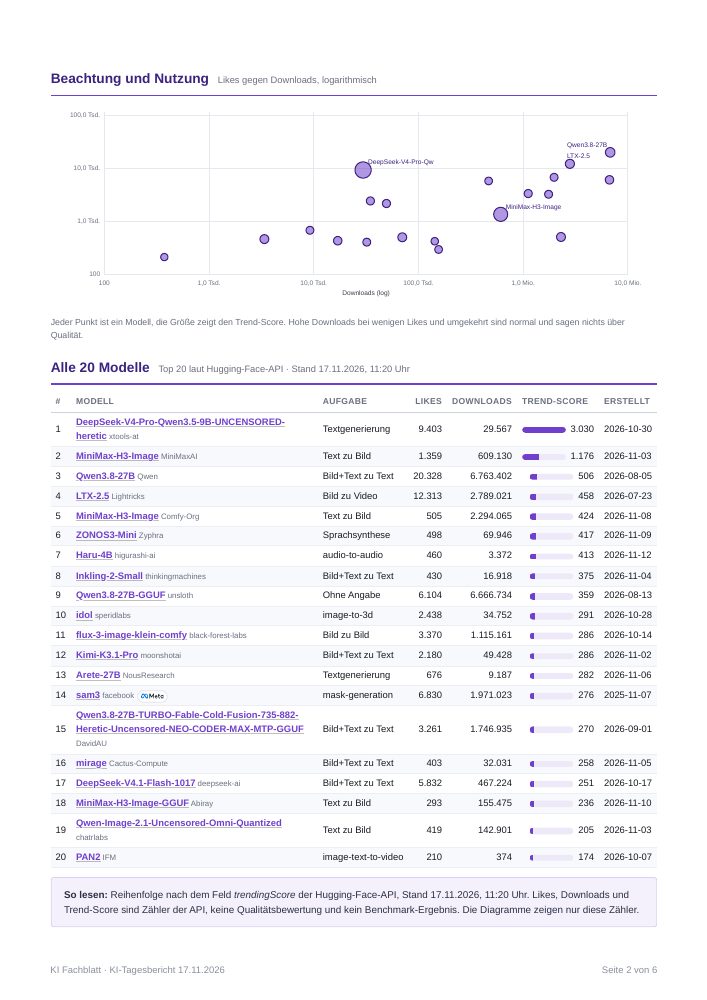 Beachtung und Nutzung Likes gegen Downloads, logarithmisch
100.0 Tsd.
10,0 Tsd.
1,0 Tsd.
100
DeepSeek-V4-Pro-Qw
Qwen3.8-27B
LTX-2.5
MiniMax-H3-Image
100 1,0 Tsd. 10,0 Tsd. 100,0 Tsd. 1,0 Mio. 10,0 Mio.
Downloads (log)
Jeder Punkt ist ein Modell, die Größe zeigt den Trend-Score. Hohe Downloads bei wenigen Likes und umgekehrt sind normal und sagen nichts über
Qualität.
Alle 20 Modelle Top 20 laut Hugging-Face-API · Stand 17.11.2026, 11:20 Uhr
# MODELL AUFGABE LIKES DOWNLOADS TREND-SCORE ERSTELLT
1 DeepSeek-V4-Pro-Qwen3.5-9B-UNCENSORED-
heretic xtools-at Textgenerierung 9.403 29.567 3.030 2026-10-30
2 MiniMax-H3-Image MiniMaxAI Text zu Bild 1.359 609.130 1.176 2026-11-03
3 Qwen3.8-27B Qwen Bild+Text zu Text 20.328 6.763.402 506 2026-08-05
4 LTX-2.5 Lightricks Bild zu Video 12.313 2.789.021 458 2026-07-23
5 MiniMax-H3-Image Comfy-Org Text zu Bild 505 2.294.065 424 2026-11-08
6 ZONOS3-Mini Zyphra Sprachsynthese 498 69.946 417 2026-11-09
7 Haru-4B higurashi-ai audio-to-audio 460 3.372 413 2026-11-12
8 Inkling-2-Small thinkingmachines Bild+Text zu Text 430 16.918 375 2026-11-04
9 Qwen3.8-27B-GGUF unsloth Ohne Angabe 6.104 6.666.734 359 2026-08-13
10 idol speridlabs image-to-3d 2.438 34.752 291 2026-10-28
11 flux-3-image-klein-comfy black-forest-labs Bild zu Bild 3.370 1.115.161 286 2026-10-14
12 Kimi-K3.1-Pro moonshotai Bild+Text zu Text 2.180 49.428 286 2026-11-02
13 Arete-27B NousResearch Textgenerierung 676 9.187 282 2026-11-06
14 sam3 facebook Meta mask-generation 6.830 1.971.023 276 2025-11-07
15 Qwen3.8-27B-TURBO-Fable-Cold-Fusion-735-882-
Heretic-Uncensored-NEO-CODER-MAX-MTP-GGUF Bild+Text zu Text 3.261 1.746.935 270 2026-09-01
DavidAU
16 mirage Cactus-Compute Bild+Text zu Text 403 32.031 258 2026-11-05
17 DeepSeek-V4.1-Flash-1017 deepseek-ai Bild+Text zu Text 5.832 467.224 251 2026-10-17
18 MiniMax-H3-Image-GGUF Abiray Text zu Bild 293 155.475 236 2026-11-10
19 Qwen-Image-2.1-Uncensored-Omni-Quantized
chatrlabs Text zu Bild 419 142.901 205 2026-11-03
20 PAN2 IFM image-text-to-video 210 374 174 2026-10-07
So lesen: Reihenfolge nach dem Feld trendingScore der Hugging-Face-API, Stand 17.11.2026, 11:20 Uhr. Likes, Downloads und
Trend-Score sind Zähler der API, keine Qualitätsbewertung und kein Benchmark-Ergebnis. Die Diagramme zeigen nur diese Zähler.
KI Fachblatt · KI-Tagesbericht 17.11.2026 Seite 2 von 6